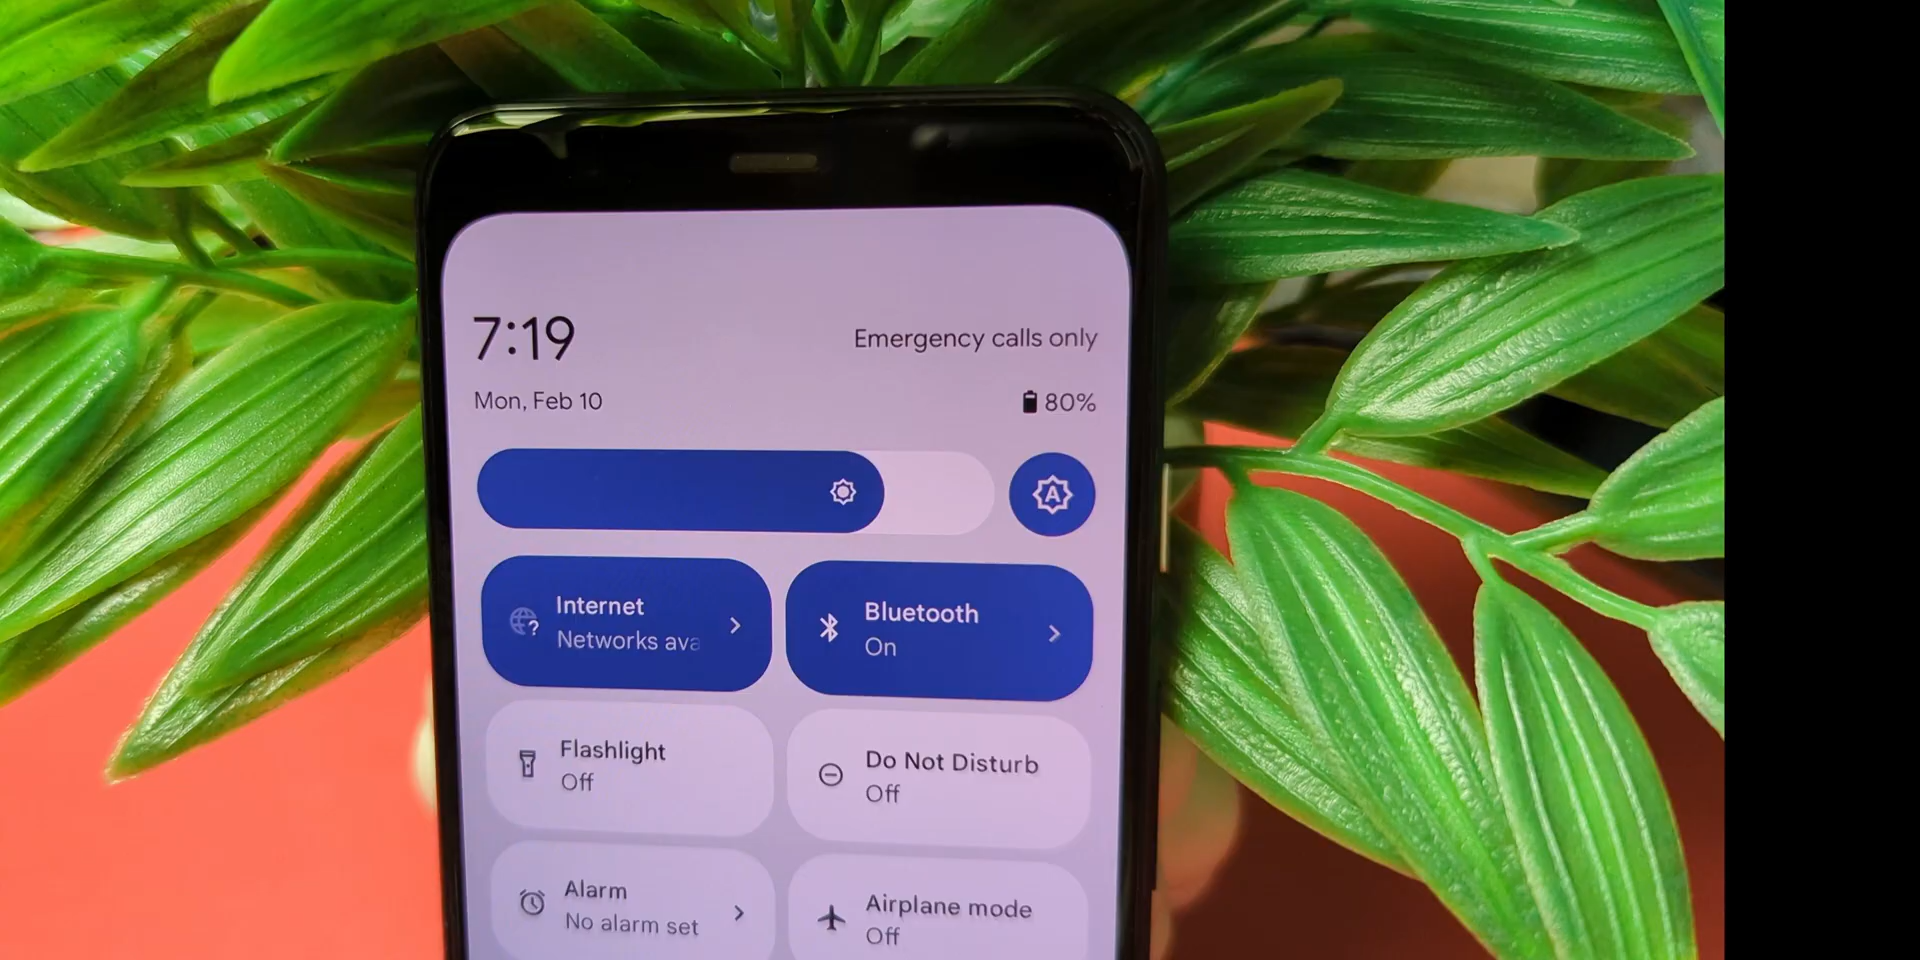 7:19
Emergency calls only
Mon, Feb 10
80%
A
Internet
Networks ava
Bluetooth
On
Flashlight
Off
Do Not Disturb
Off
Alarm
No alarm set
Airplane mode
Off